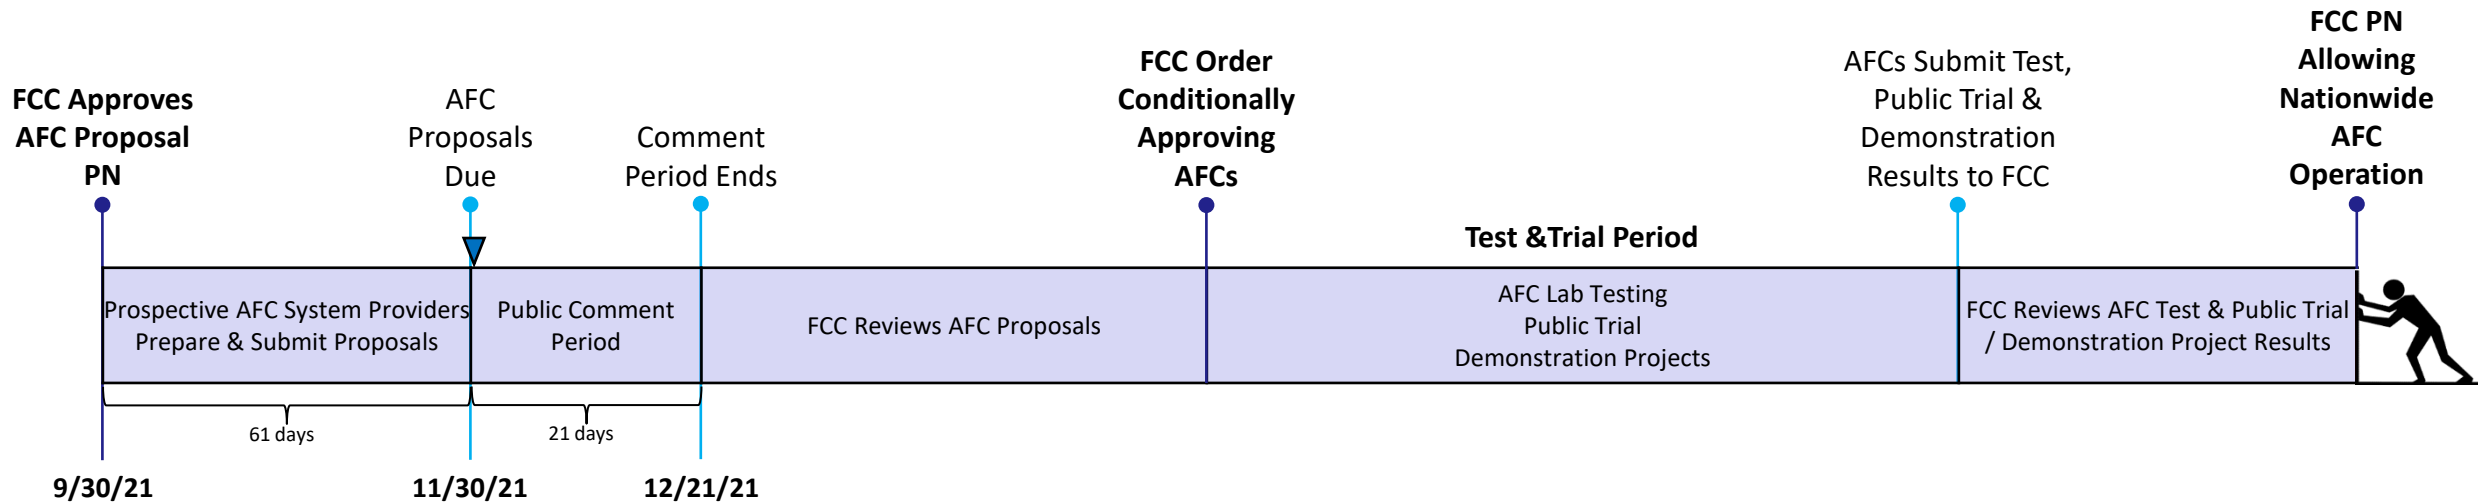 FCC Approves
AFC Proposal
PN
AFC
Proposals
Due
Comment
Period Ends
FCC Order
Conditionally
Approving
AFCs
AFCs Submit Test,
Public Trial &
Demonstration
Results to FCC
FCC PN
Allowing
Nationwide
AFC
Operation
Test &Trial Period
Prospective AFC System Providers
Prepare & Submit Proposals
Public Comment
Period
FCC Reviews AFC Proposals
AFC Lab Testing
Public Trial
Demonstration Projects
FCC Reviews AFC Test & Public Trial
/ Demonstration Project Results
61 days
21 days
9/30/21
11/30/21
12/21/21